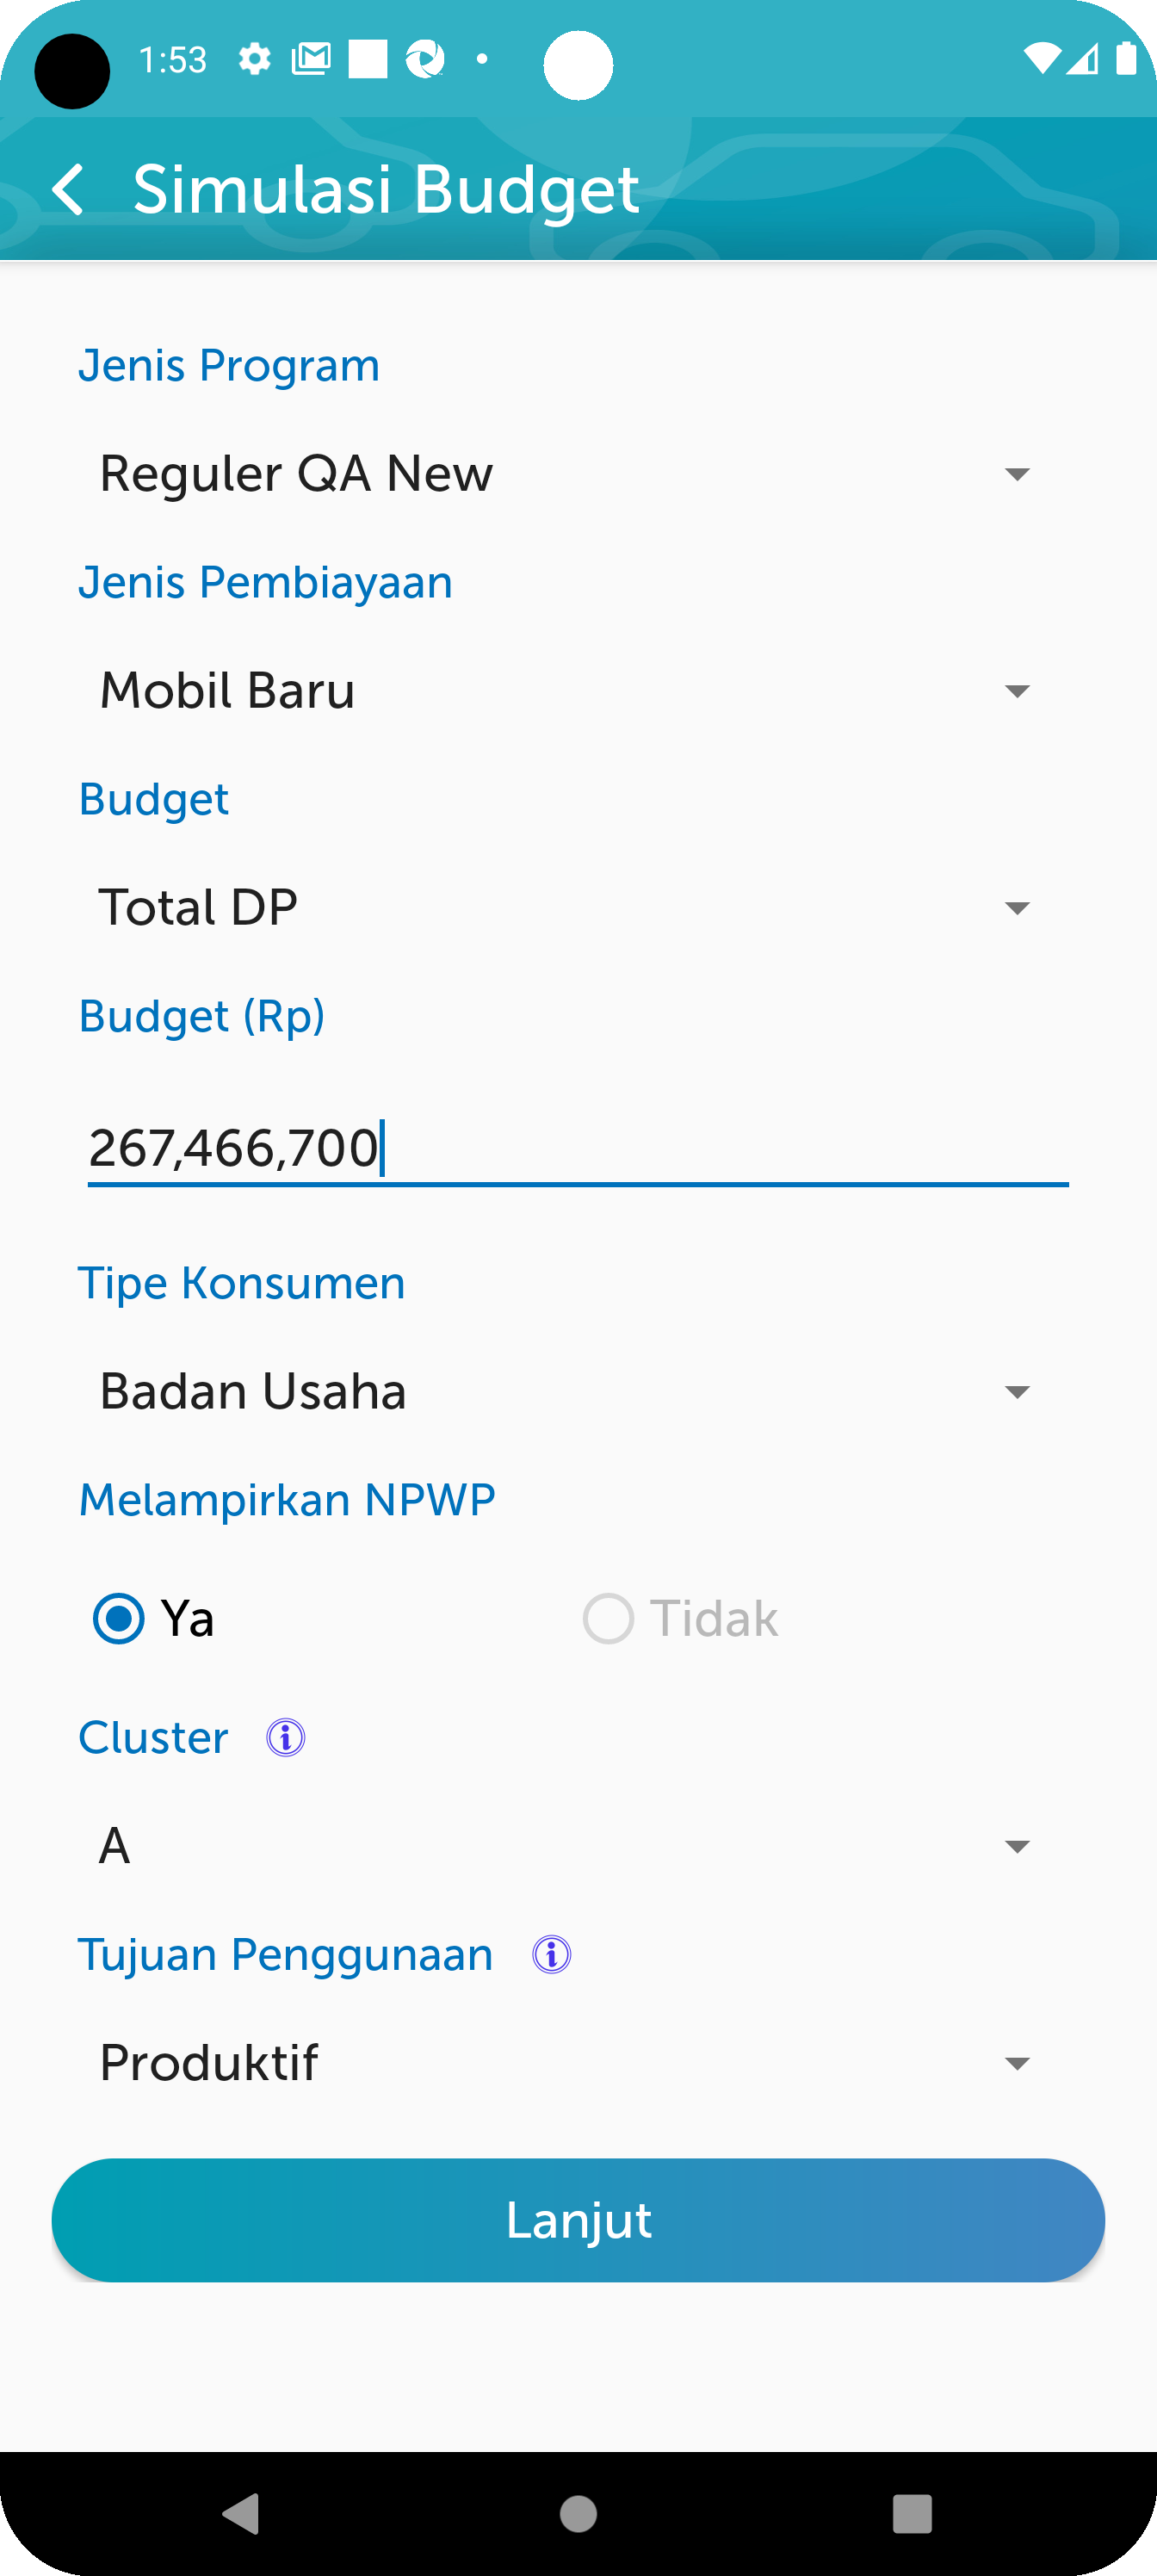 1:53
Simulasi Budget
Jenis Program
Reguler QA New
Jenis Pembiayaan
Mobil Baru
Budget
Total DP
Budget (Rp)
267,466,700
Tipe Konsumen
Badan Usaha
Melampirkan NPWP
Ya Tidak
Cluster
A
Tujuan Penggunaan
Produktif
Lanjut